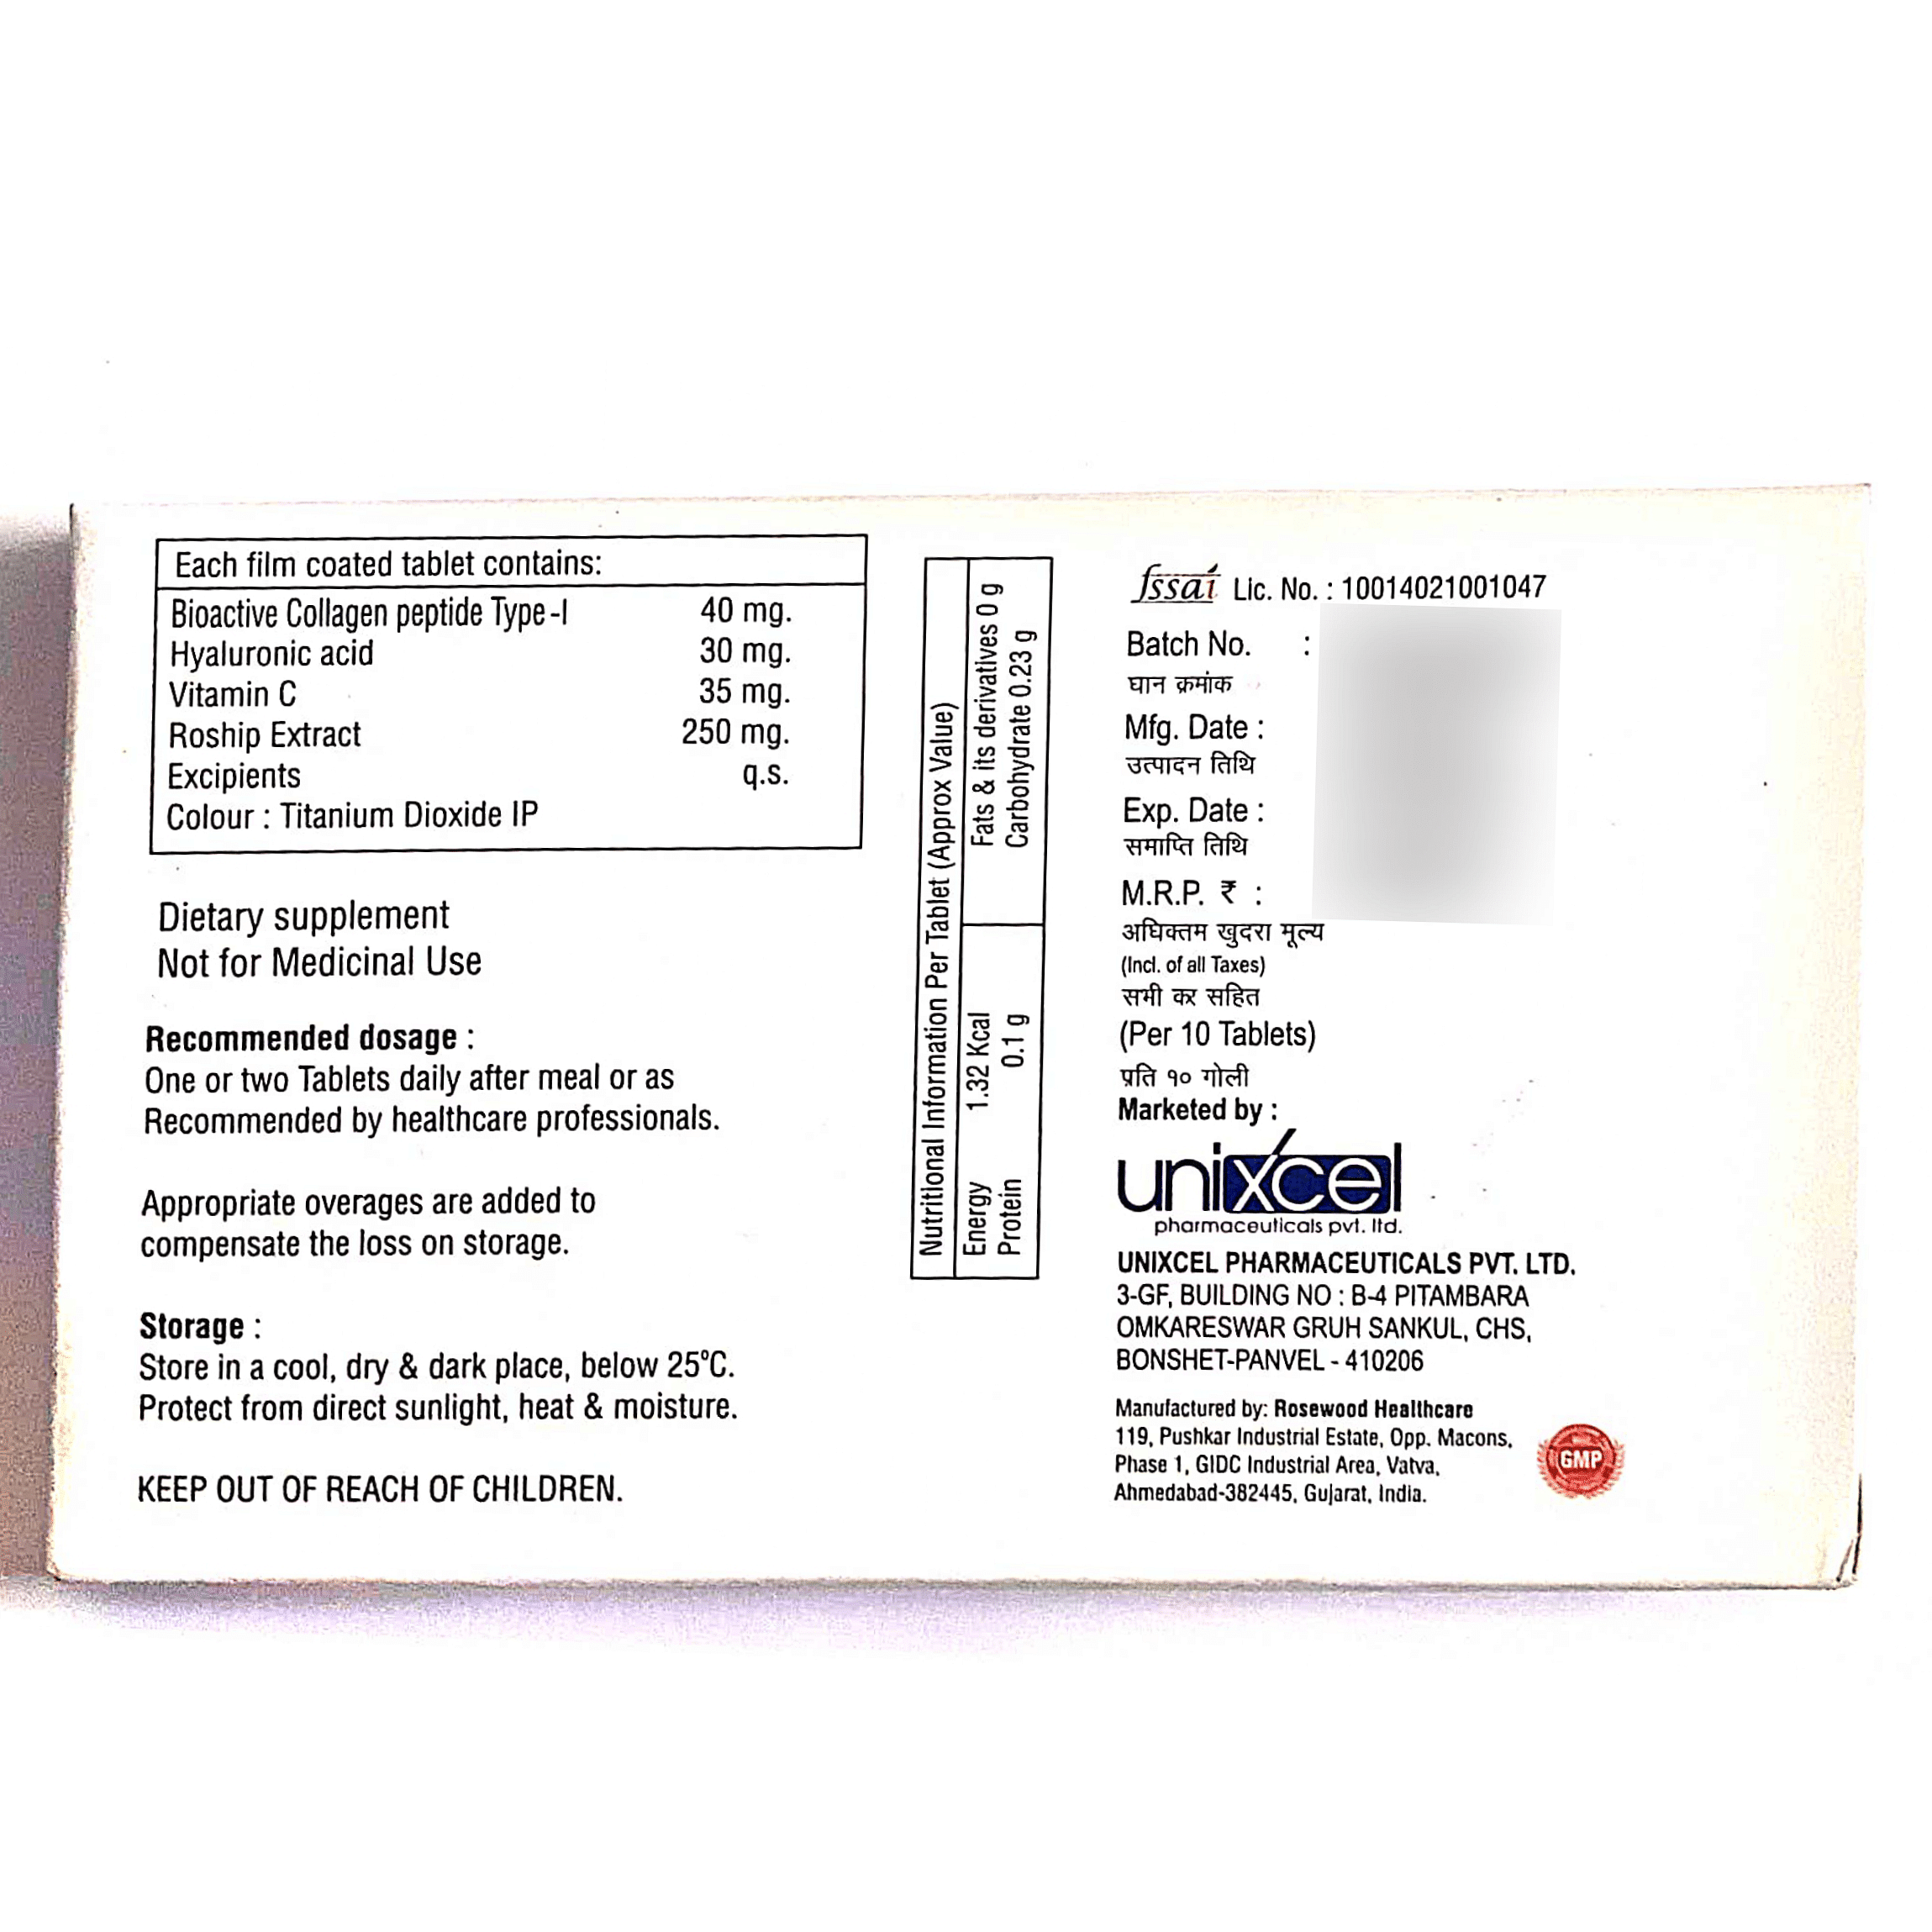 Each film coated tablet contains:
Bioactive Collagen peptide Type-I 40 mg.
Hyaluronic acid 30 mg.
Vitamin C 35 mg.
Roship Extract 250 mg.
Excipients q.s.
Colour : Titanium Dioxide IP
Dietary supplement
Not for Medicinal Use
Recommended dosage :
One or two Tablets daily after meal or as
Recommended by healthcare professionals.
Appropriate overages are added to
compensate the loss on storage.
Storage :
Store in a cool, dry & dark place, below 25°C.
Protect from direct sunlight, heat & moisture.
KEEP OUT OF REACH OF CHILDREN.
Nutritional Information Per Tablet (Approx Value)
Energy 1.32 Kcal Fats & its derivatives 0 g
Protein 0.1 g Carbohydrate 0.23 g
fssai Lic. No. : 10014021001047
Batch No. :
घान क्रमांक
Mfg. Date :
उत्पादन तिथि
Exp. Date :
समाप्ति तिथि
M.R.P. ₹ :
अधिक्तम खुदरा मूल्य
(Incl. of all Taxes)
सभी कर सहित
(Per 10 Tablets)
प्रति १० गोली
Marketed by :
unixcel
pharmaceuticals pvt. ltd.
UNIXCEL PHARMACEUTICALS PVT. LTD.
3-GF, BUILDING NO : B-4 PITAMBARA
OMKARESWAR GRUH SANKUL, CHS,
BONSHET-PANVEL - 410206
Manufactured by: Rosewood Healthcare
119, Pushkar Industrial Estate, Opp. Macons,
Phase 1, GIDC Industrial Area, Vatva,
Ahmedabad-382445, Gujarat, India.
GMP